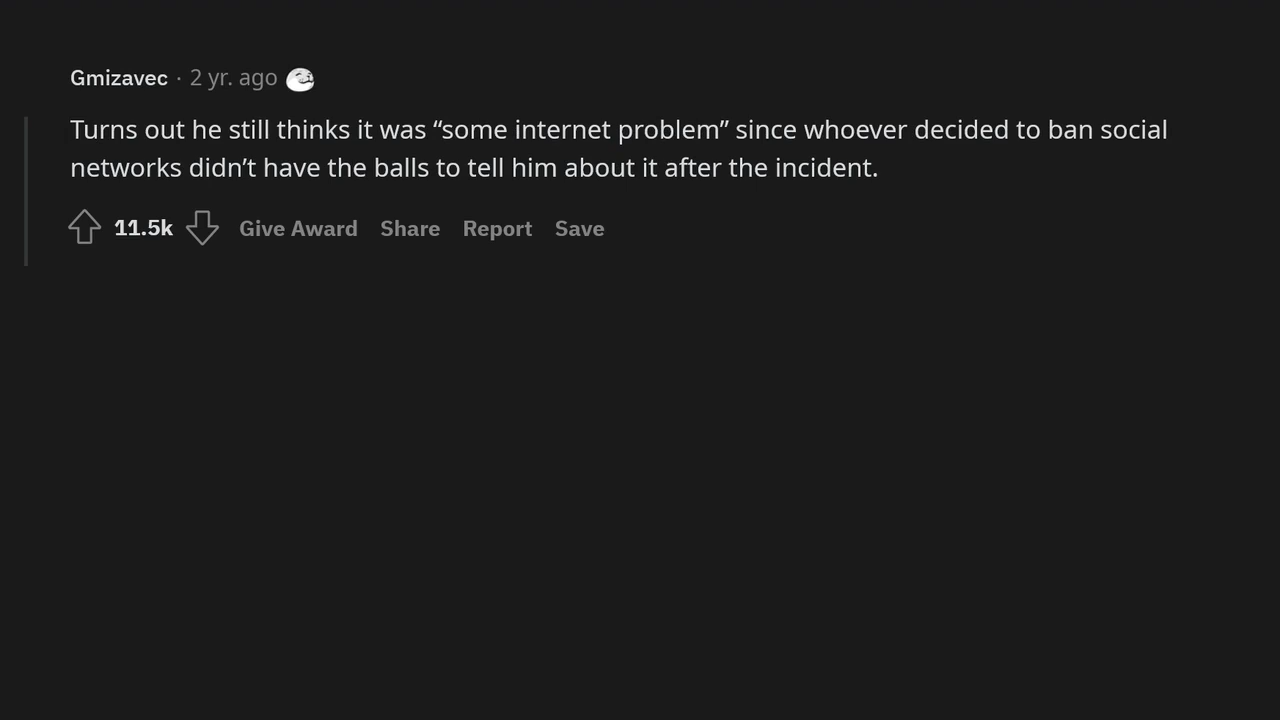 Gmizavec · 2 yr. ago
Turns out he still thinks it was “some internet problem” since whoever decided to ban social
networks didn’t have the balls to tell him about it after the incident.
11.5k Give Award Share Report Save